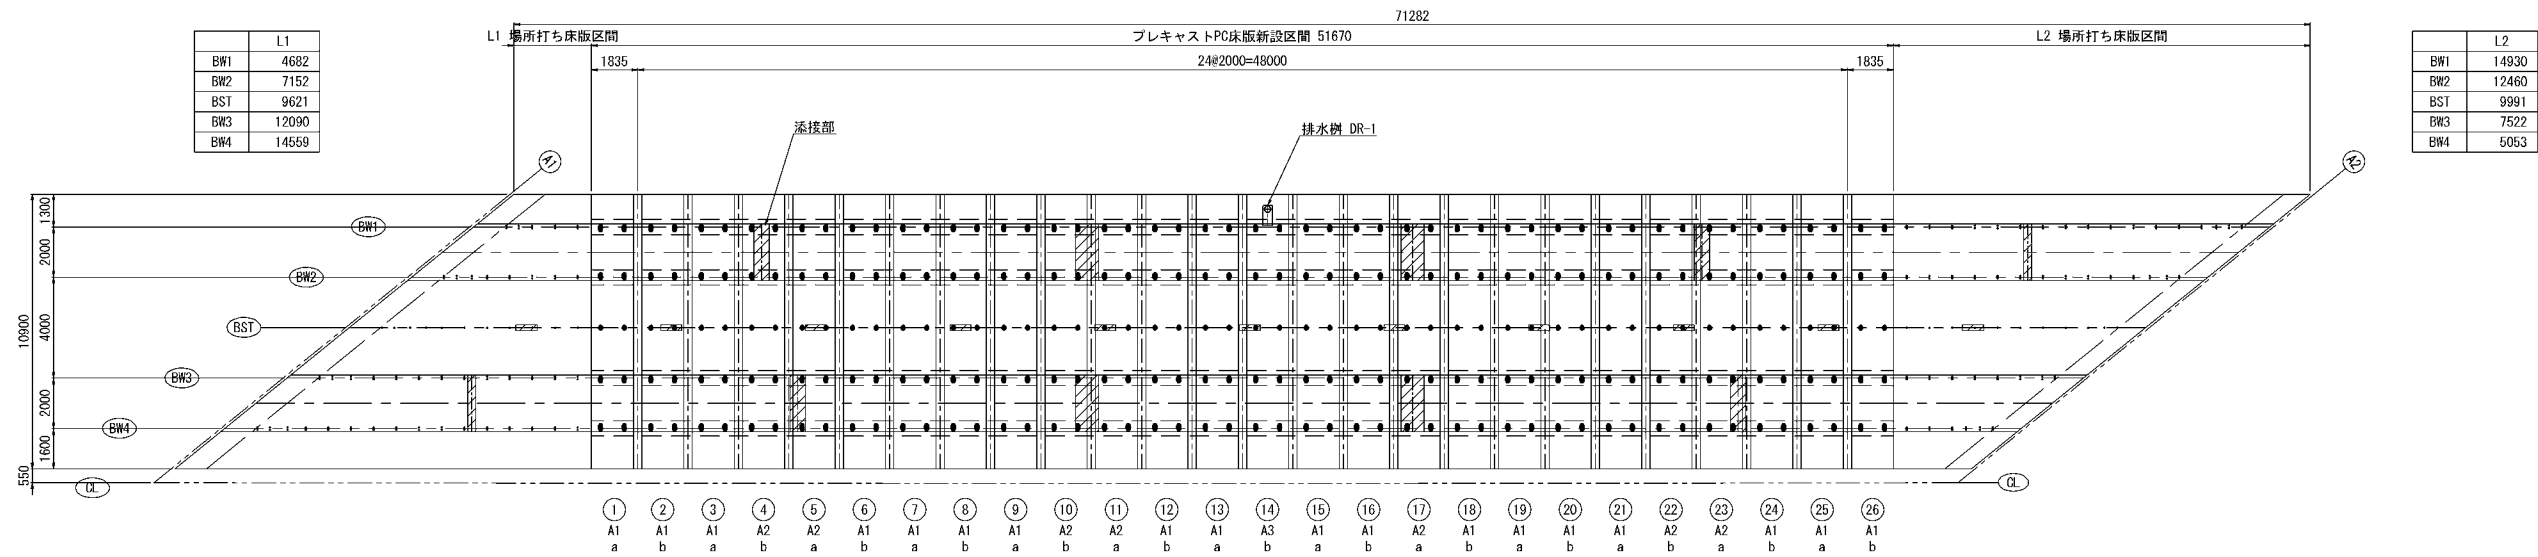 71282
L1 場所打ち床版区間 プレキャストPC床版新設区間 51670 L2 場所打ち床版区間
1835 24@2000=48000 1835
L1
BW1 4682
BW2 7152
BST 9621
BW3 12090
BW4 14559
L2
BW1 14930
BW2 12460
BST 9991
BW3 7522
BW4 5053
添接部
排水桝 DR-1
A1
A2
1300
2000
4000
2000
1600
10900
550
BW1
BW2
BST
BW3
BW4
CL
CL
1 2 3 4 5 6 7 8 9 10 11 12 13 14 15 16 17 18 19 20 21 22 23 24 25 26
A1 A1 A1 A2 A2 A1 A1 A1 A1 A2 A2 A1 A1 A3 A1 A1 A2 A1 A1 A1 A1 A2 A2 A1 A1 A1
a b a b a b a b a b a b a b a b a b a b a b a b a b